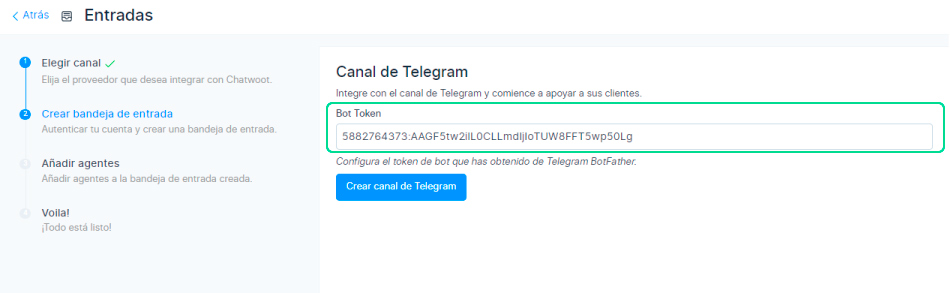 Atrás Entradas
1 Elegir canal
Elija el proveedor que desea integrar con Chatwoot.
2 Crear bandeja de entrada
Autenticar tu cuenta y crear una bandeja de entrada.
3 Añadir agentes
Añadir agentes a la bandeja de entrada creada.
4 Voila!
¡Todo está listo!
Canal de Telegram
Integre con el canal de Telegram y comience a apoyar a sus clientes.
Bot Token
5882764373:AAGF5tw2iIL0CLLmdIjIoTUW8FFT5wp50Lg
Configura el token de bot que has obtenido de Telegram BotFather.
Crear canal de Telegram